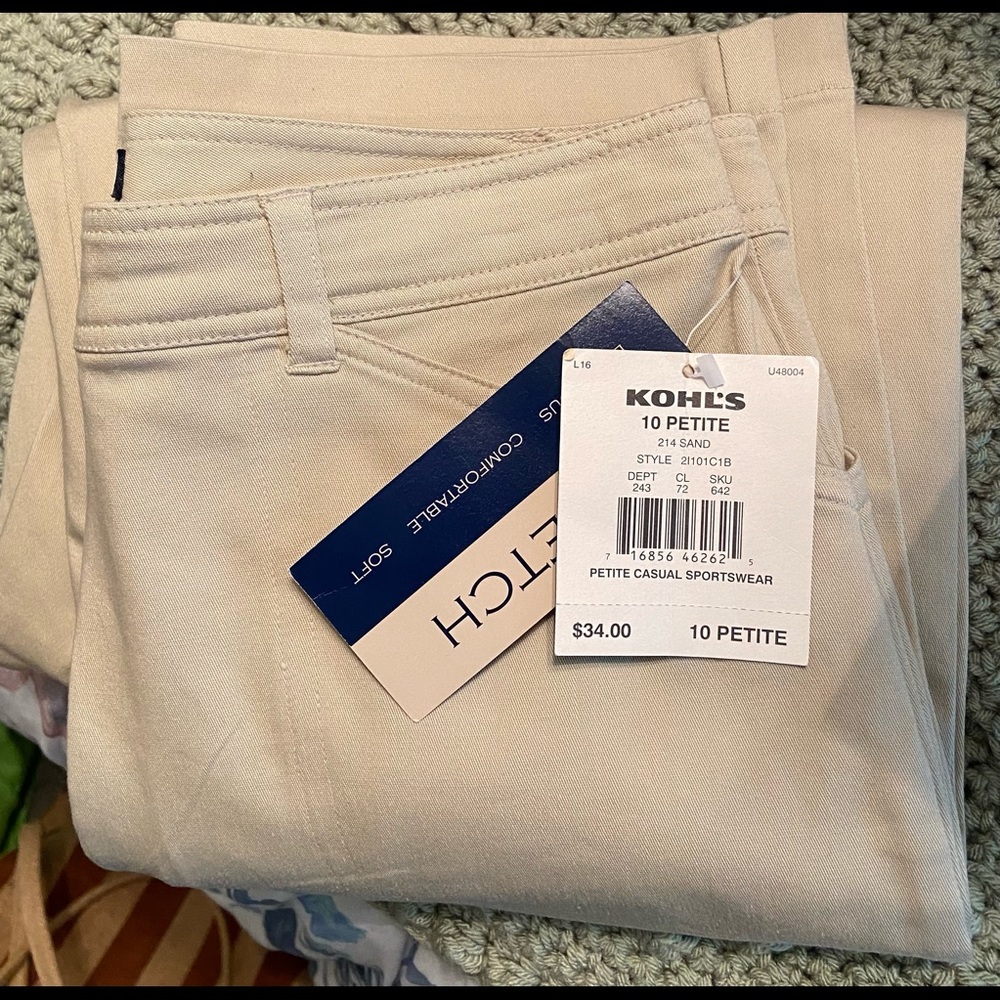 L16 U48004
KOHL'S
10 PETITE
214 SAND
STYLE 2I101C1B
DEPT CL SKU
243 72 642
7 16856 46262 5
PETITE CASUAL SPORTSWEAR
$34.00 10 PETITE
US COMFORTABLE SOFT
ETCH